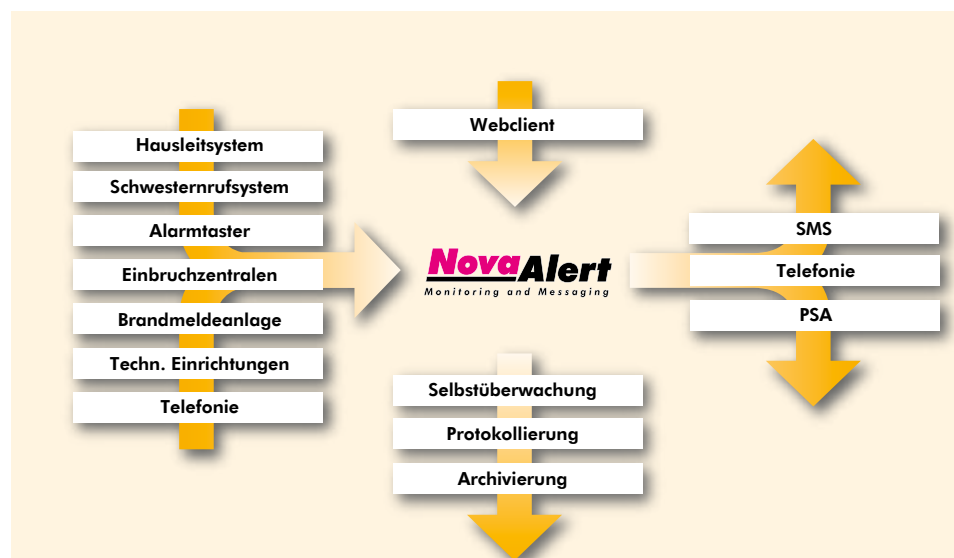 Hausleitsystem
Schwesternrufsystem
Alarmtaster
Einbruchzentralen
Brandmeldeanlage
Techn. Einrichtungen
Telefonie
Webclient
NovaAlert
Monitoring and Messaging
Selbstüberwachung
Protokollierung
Archivierung
SMS
Telefonie
PSA